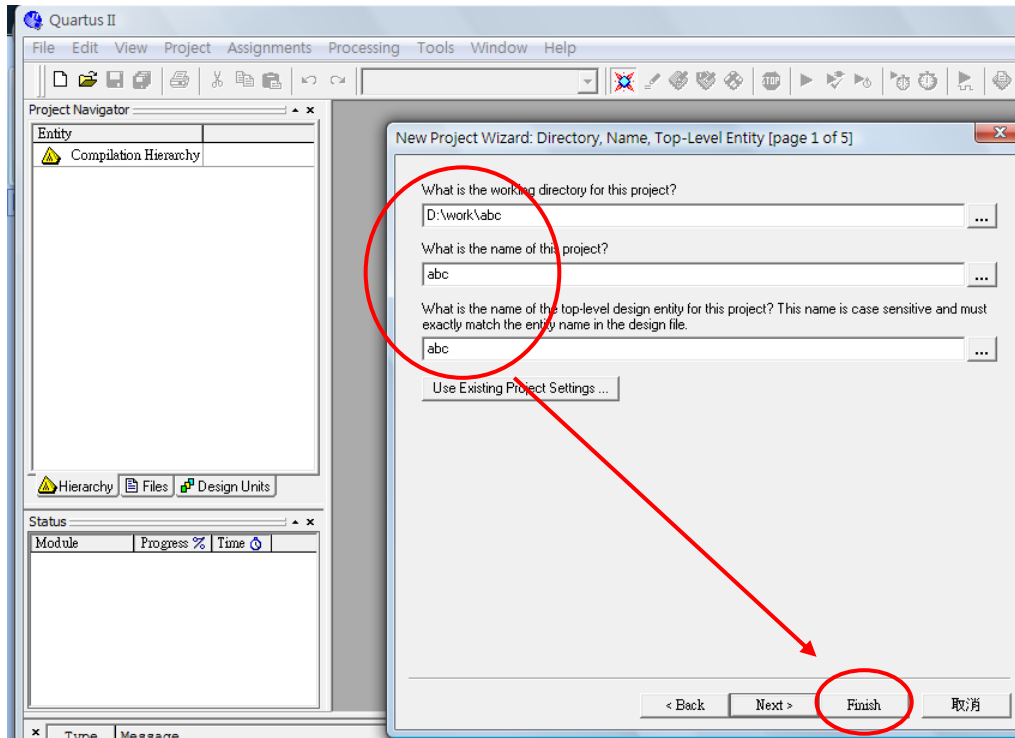 Quartus II
File Edit View Project Assignments Processing Tools Window Help
Project Navigator
Entity
Compilation Hierarchy
Hierarchy Files Design Units
Status
Module Progress % Time
× Type Message
New Project Wizard: Directory, Name, Top-Level Entity [page 1 of 5]
What is the working directory for this project?
D:\work\abc
...
What is the name of this project?
abc
...
What is the name of the top-level design entity for this project? This name is case sensitive and must
exactly match the entity name in the design file.
abc
...
Use Existing Project Settings ...
< Back Next > Finish 取消